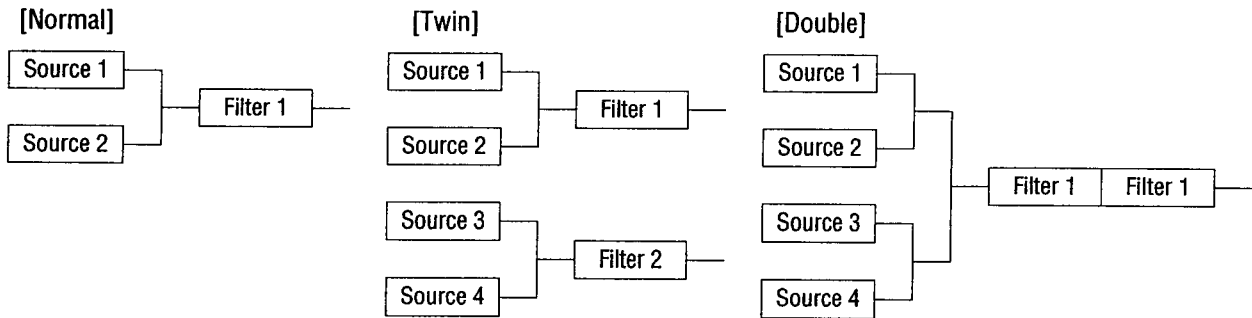 [Normal]
Source 1
Source 2
Filter 1
[Twin]
Source 1
Source 2
Filter 1
Source 3
Source 4
Filter 2
[Double]
Source 1
Source 2
Source 3
Source 4
Filter 1 Filter 1